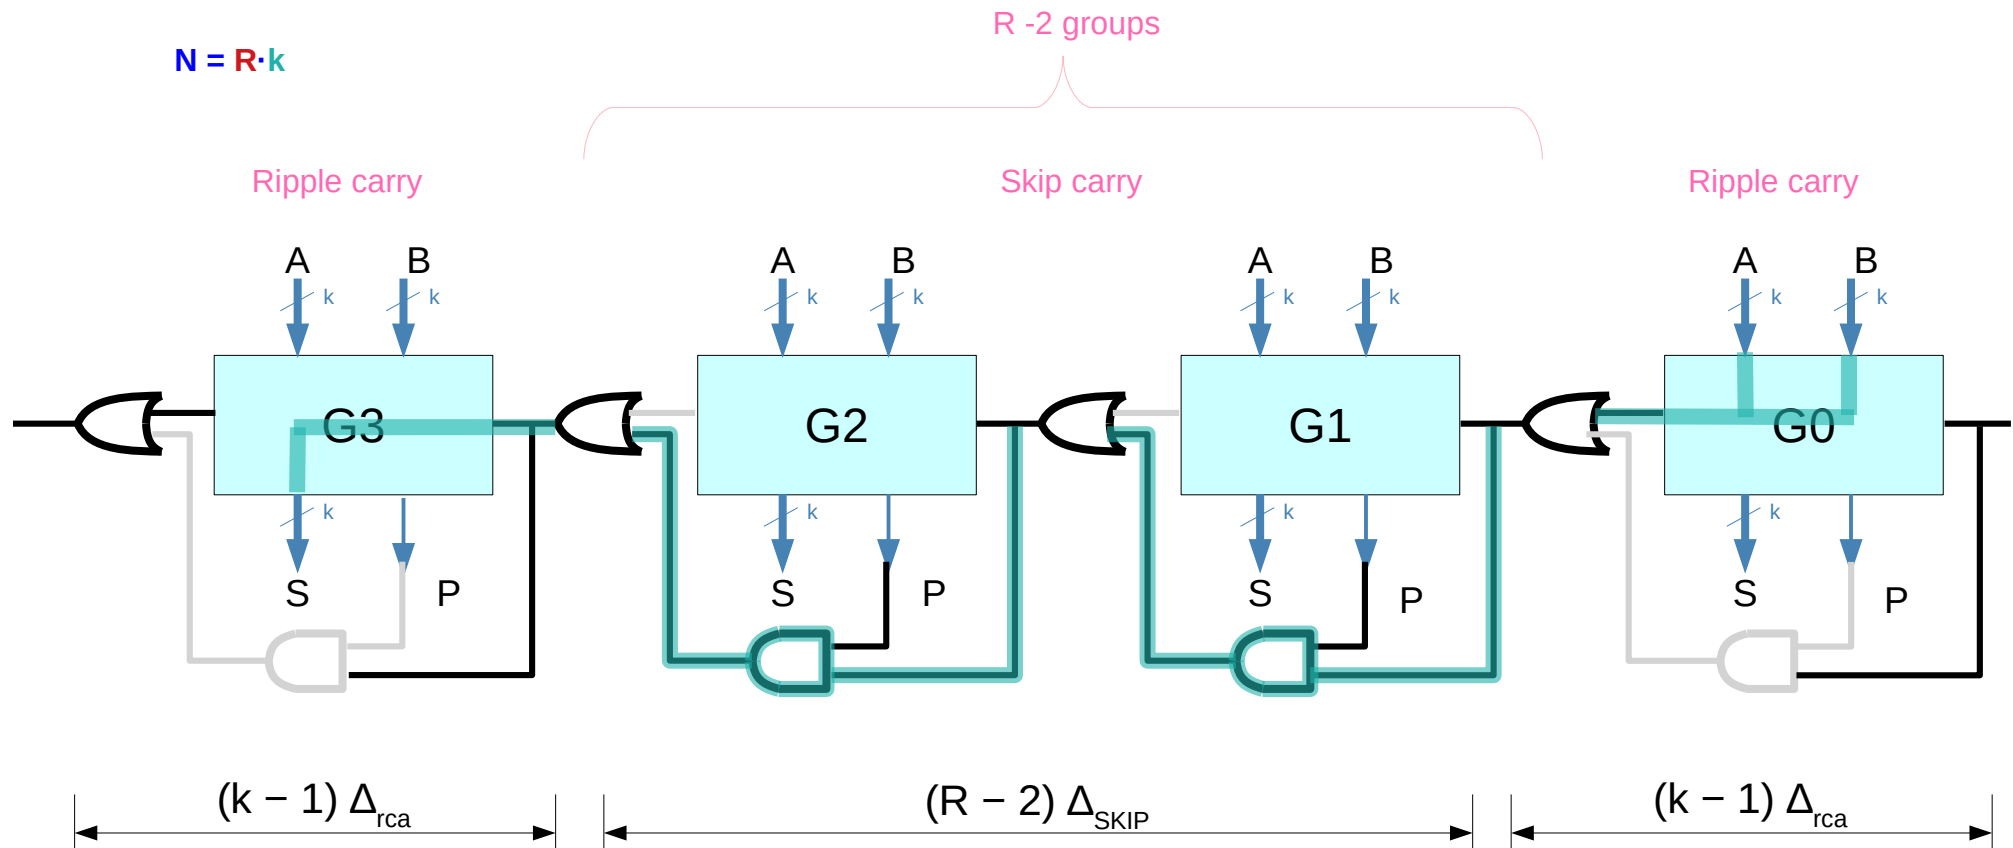 R -2 groups
N = R·k
Ripple carry
Skip carry
Ripple carry
A B A B A B A B
k k k k k k k k
G3 G2 G1 G0
k k k k
S P S P S P S P
(k − 1) Δrca
(R − 2) ΔSKIP
(k − 1) Δrca